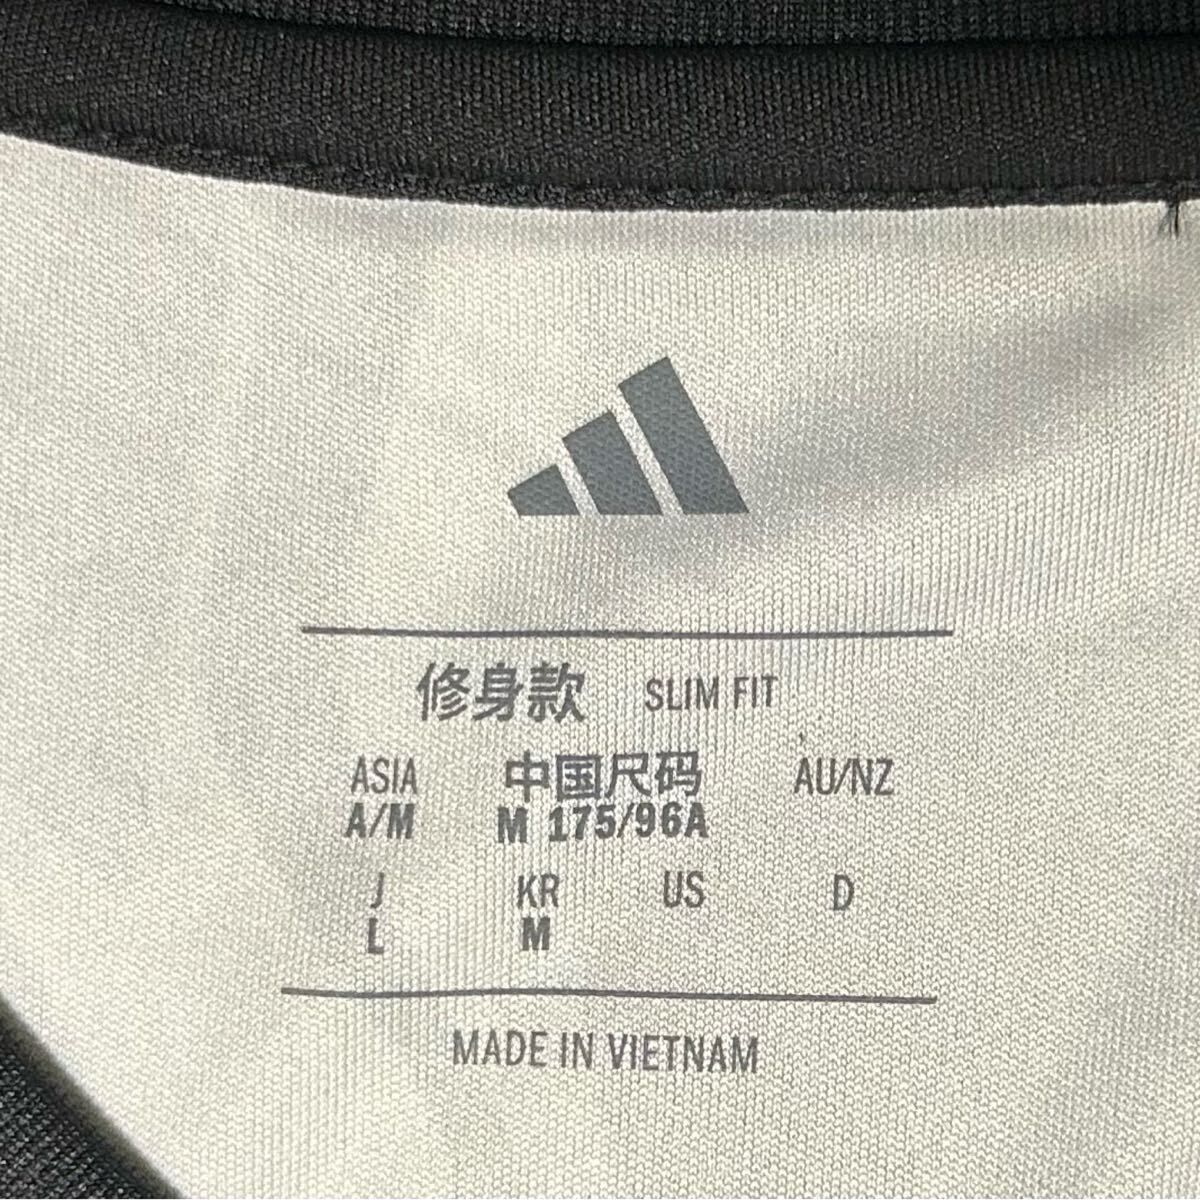 修身款 SLIM FIT
ASIA 中国尺码 AU/NZ
A/M M 175/96A
J KR US D
L M
MADE IN VIETNAM